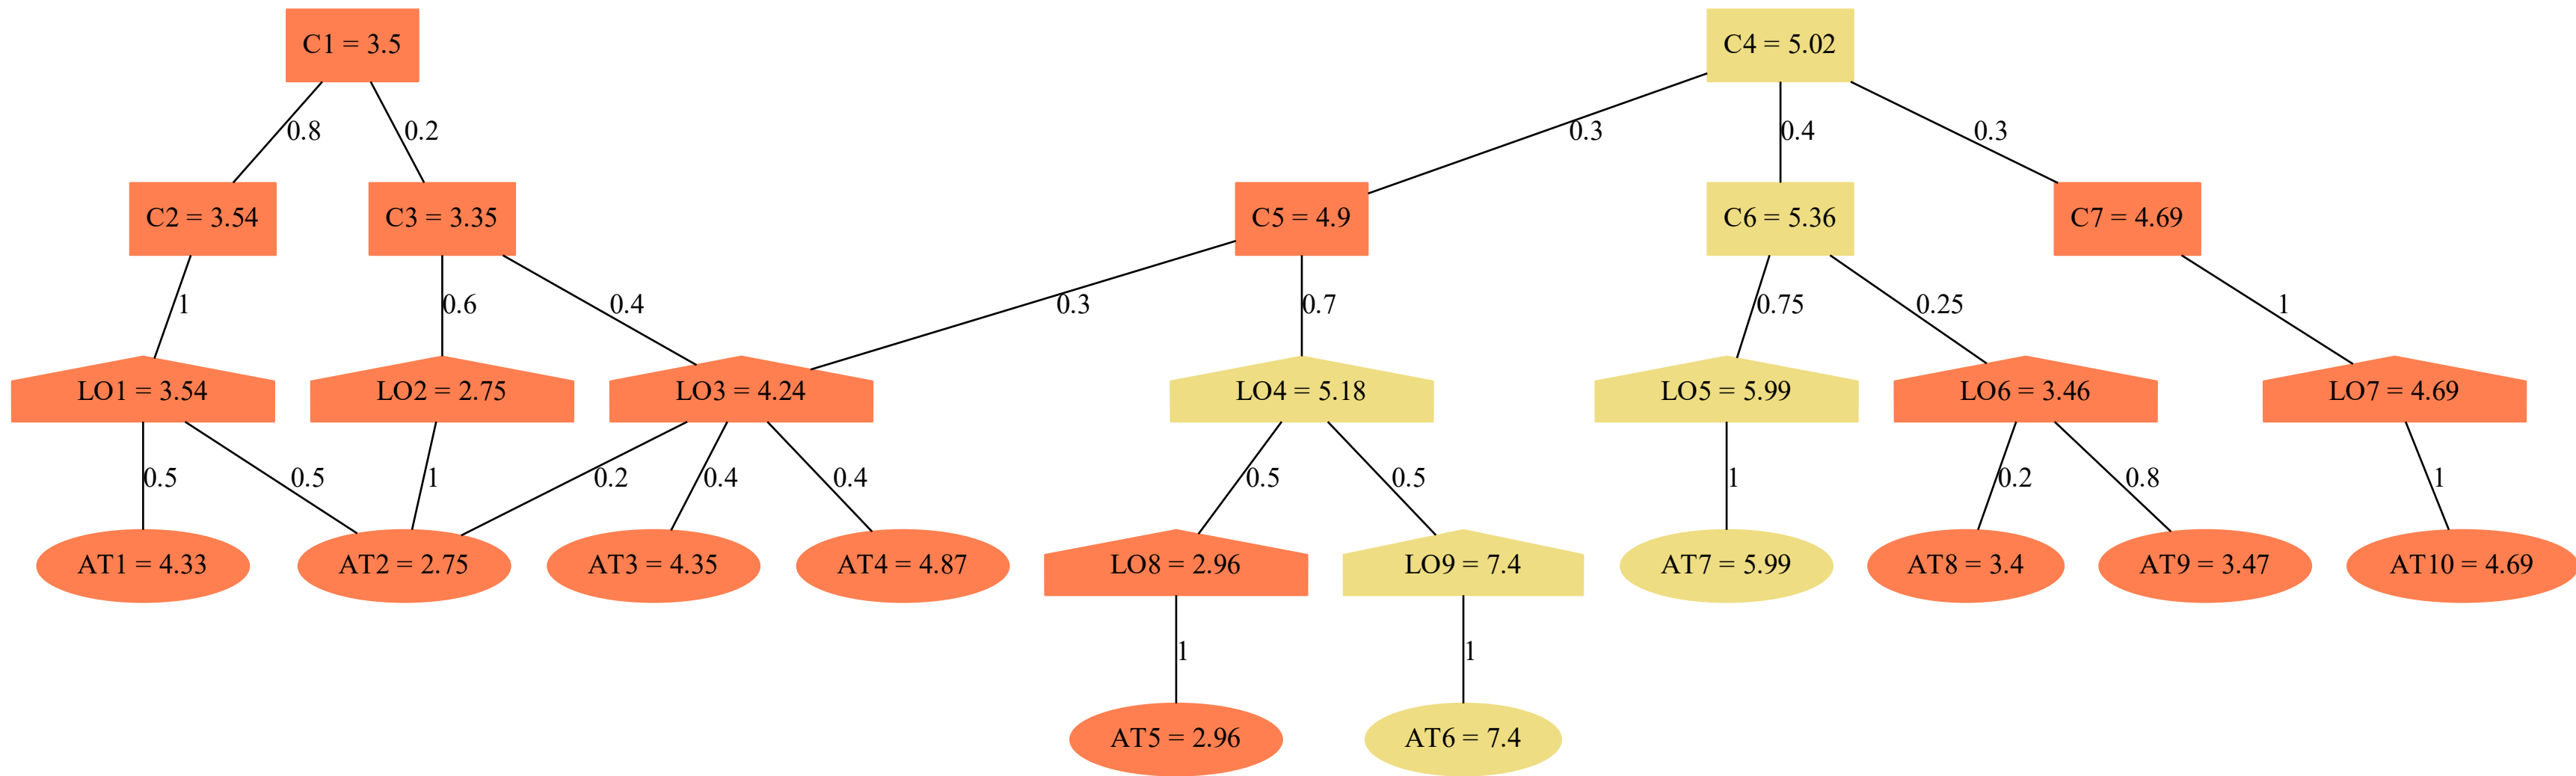 C1 = 3.5
C4 = 5.02
0.8
0.2
0.3
0.4
0.3
C2 = 3.54
C3 = 3.35
C5 = 4.9
C6 = 5.36
C7 = 4.69
1
0.6
0.4
0.3
0.7
0.75
0.25
1
LO1 = 3.54
LO2 = 2.75
LO3 = 4.24
LO4 = 5.18
LO5 = 5.99
LO6 = 3.46
LO7 = 4.69
0.5
0.5
1
0.2
0.4
0.4
0.5
0.5
1
0.2
0.8
1
AT1 = 4.33
AT2 = 2.75
AT3 = 4.35
AT4 = 4.87
LO8 = 2.96
LO9 = 7.4
AT7 = 5.99
AT8 = 3.4
AT9 = 3.47
AT10 = 4.69
1
1
AT5 = 2.96
AT6 = 7.4